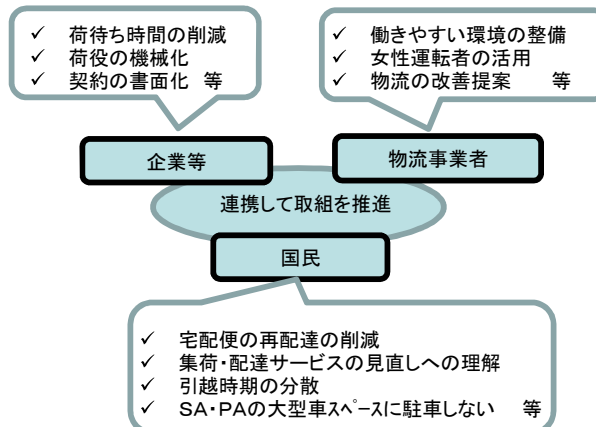 ✓ 荷待ち時間の削減
✓ 荷役の機械化
✓ 契約の書面化 等
✓ 働きやすい環境の整備
✓ 女性運転者の活用
✓ 物流の改善提案 等
企業等
物流事業者
連携して取組を推進
国民
✓ 宅配便の再配達の削減
✓ 集荷・配達サービスの見直しへの理解
✓ 引越時期の分散
✓ SA・PAの大型車スペースに駐車しない 等